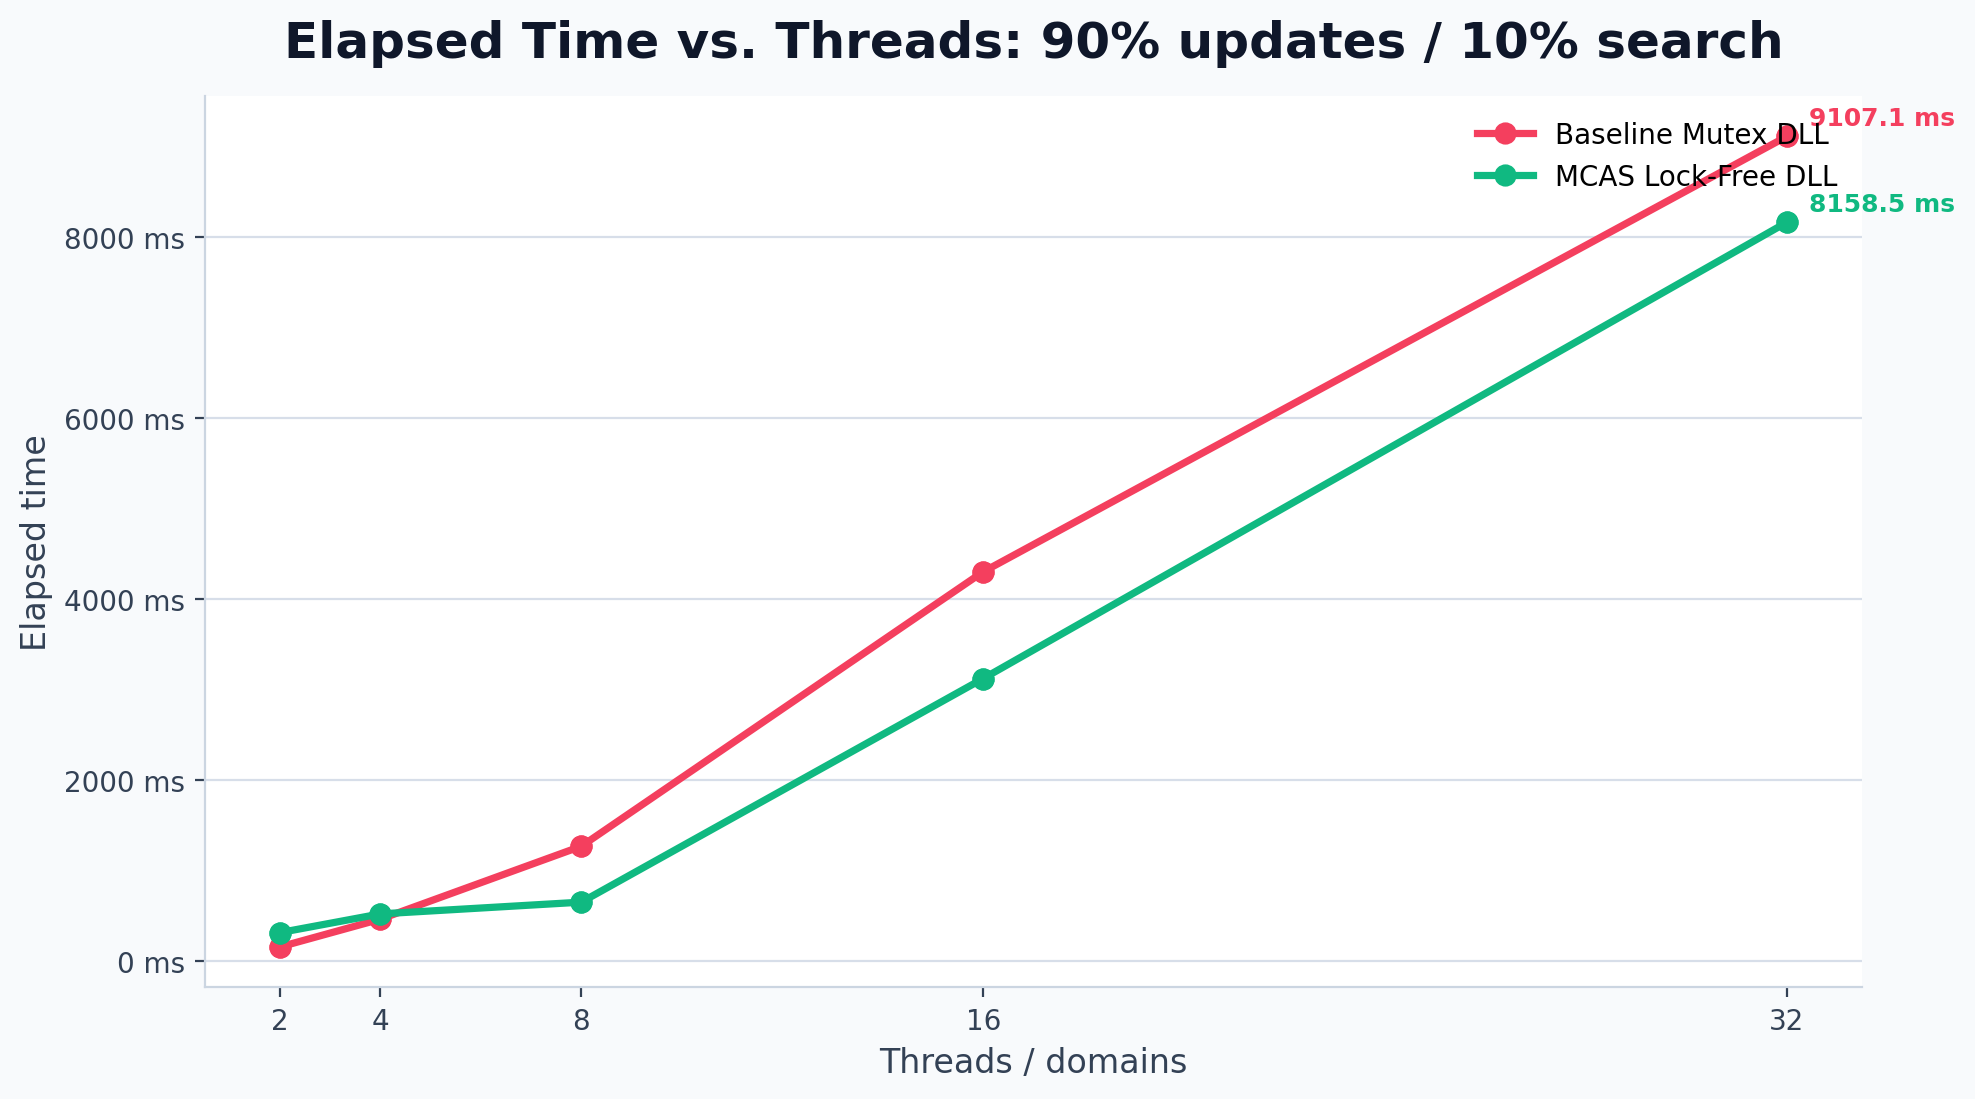 Elapsed Time vs. Threads: 90% updates / 10% search
9107.1 ms
Baseline Mutex DLL
MCAS Lock-Free DLL
8158.5 ms
8000 ms
6000 ms
4000 ms
2000 ms
0 ms
Elapsed time
2 4 8 16 32
Threads / domains